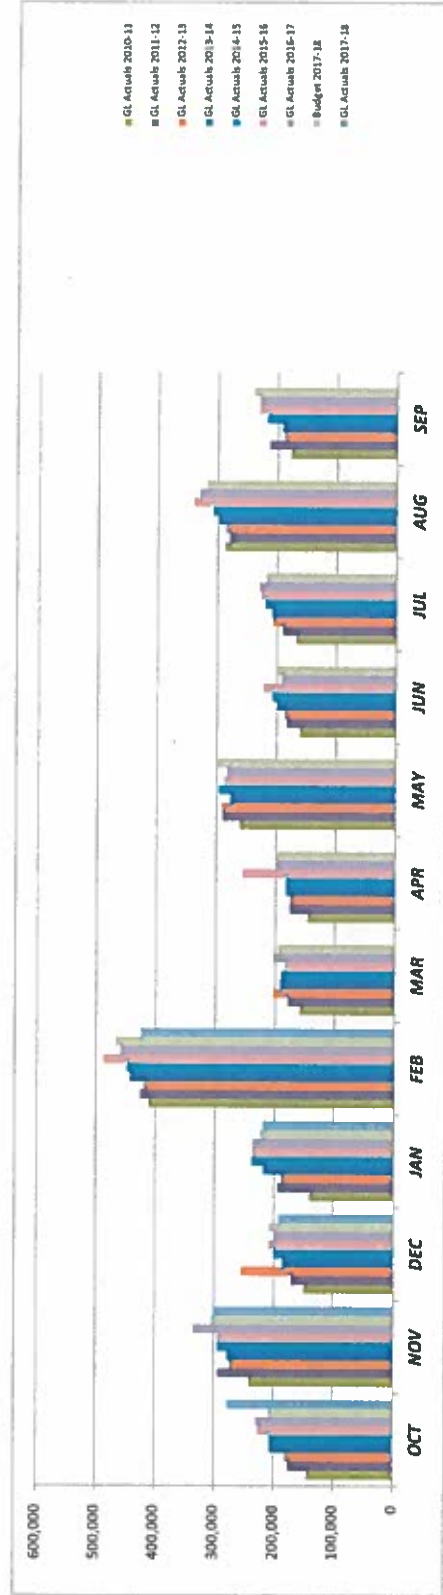 600,000
500,000
400,000
300,000
200,000
100,000
0
OCT
NOV
DEC
JAN
FEB
MAR
APR
MAY
JUN
JUL
AUG
SEP
GL Actuals 2010-11
GL Actuals 2011-12
GL Actuals 2012-13
GL Actuals 2013-14
GL Actuals 2014-15
GL Actuals 2015-16
GL Actuals 2016-17
Budget 2017-18
GL Actuals 2017-18